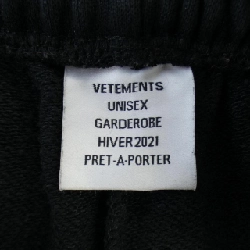 VETEMENTS
UNISEX
GARDEROBE
HIVER 2021
PRET-A-PORTER